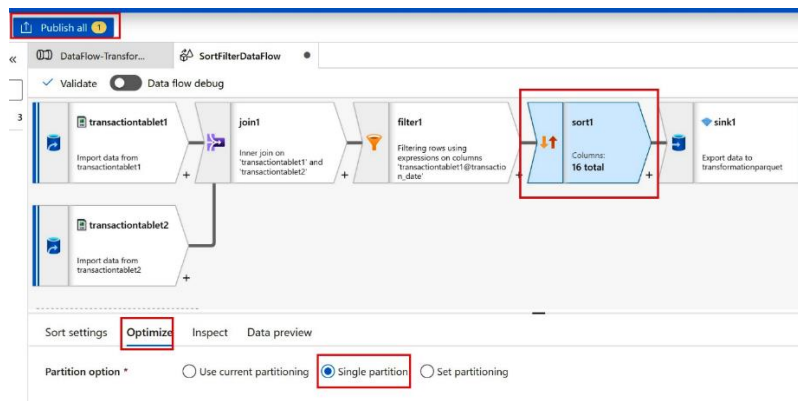 Publish all 1
DataFlow-Transfor...
SortFilterDataFlow
Validate
Data flow debug
3
transactiontablet1
Import data from
transactiontablet1
+
join1
Inner join on
'transactiontablet1' and
'transactiontablet2'
+
filter1
Filtering rows using
expressions on columns
'transactiontablet1@transactio
n_date'
+
sort1
Columns:
16 total
+
sink1
Export data to
transformationparquet
transactiontablet2
Import data from
transactiontablet2
+
Sort settings
Optimize
Inspect
Data preview
Partition option *
Use current partitioning
Single partition
Set partitioning